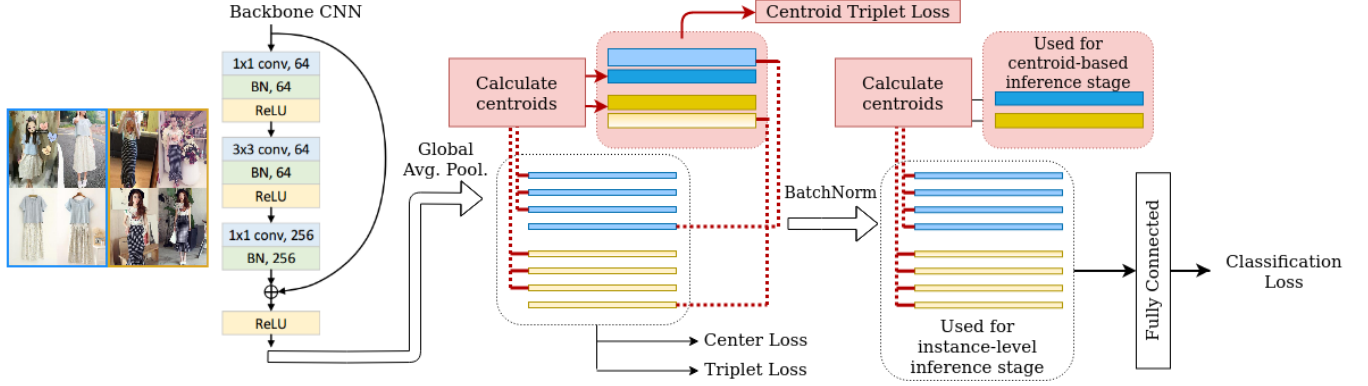 Backbone CNN
1x1 conv, 64
BN, 64
ReLU
3x3 conv, 64
BN, 64
ReLU
1x1 conv, 256
BN, 256
ReLU
Global
Avg. Pool.
Calculate
centroids
Centroid Triplet Loss
Center Loss
Triplet Loss
BatchNorm
Calculate
centroids
Used for
centroid-based
inference stage
Used for
instance-level
inference stage
Fully Connected
Classification
Loss